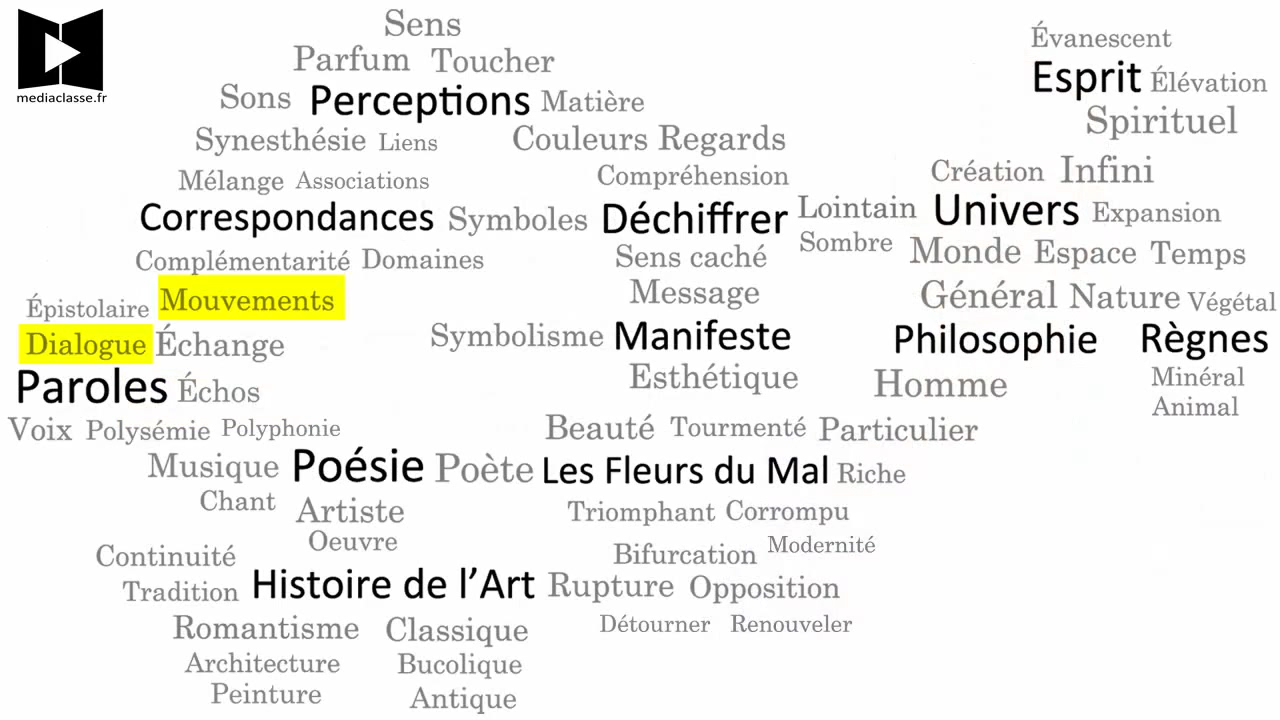 mediaclasse.fr
Sens
Parfum Toucher
Sons Perceptions Matière
Synesthésie Liens
Couleurs Regards
Mélange Associations
Compréhension
Correspondances Symboles Déchiffrer
Complémentarité Domaines
Sens caché
Message
Épistolaire Mouvements
Dialogue Échange
Symbolisme Manifeste
Esthétique
Paroles Échos
Voix Polysémie Polyphonie
Évanescent
Esprit Élévation
Spirituel
Création Infini
Lointain Univers Expansion
Sombre Monde Espace Temps
Général Nature Végétal
Philosophie Règnes
Homme
Minéral
Animal
Beauté Tourmenté Particulier
Musique Poésie Poète Les Fleurs du Mal Riche
Chant Artiste
Oeuvre
Triomphant Corrompu
Bifurcation Modernité
Continuité
Tradition Histoire de l’Art Rupture Opposition
Romantisme Classique
Détourner Renouveler
Architecture Bucolique
Peinture Antique